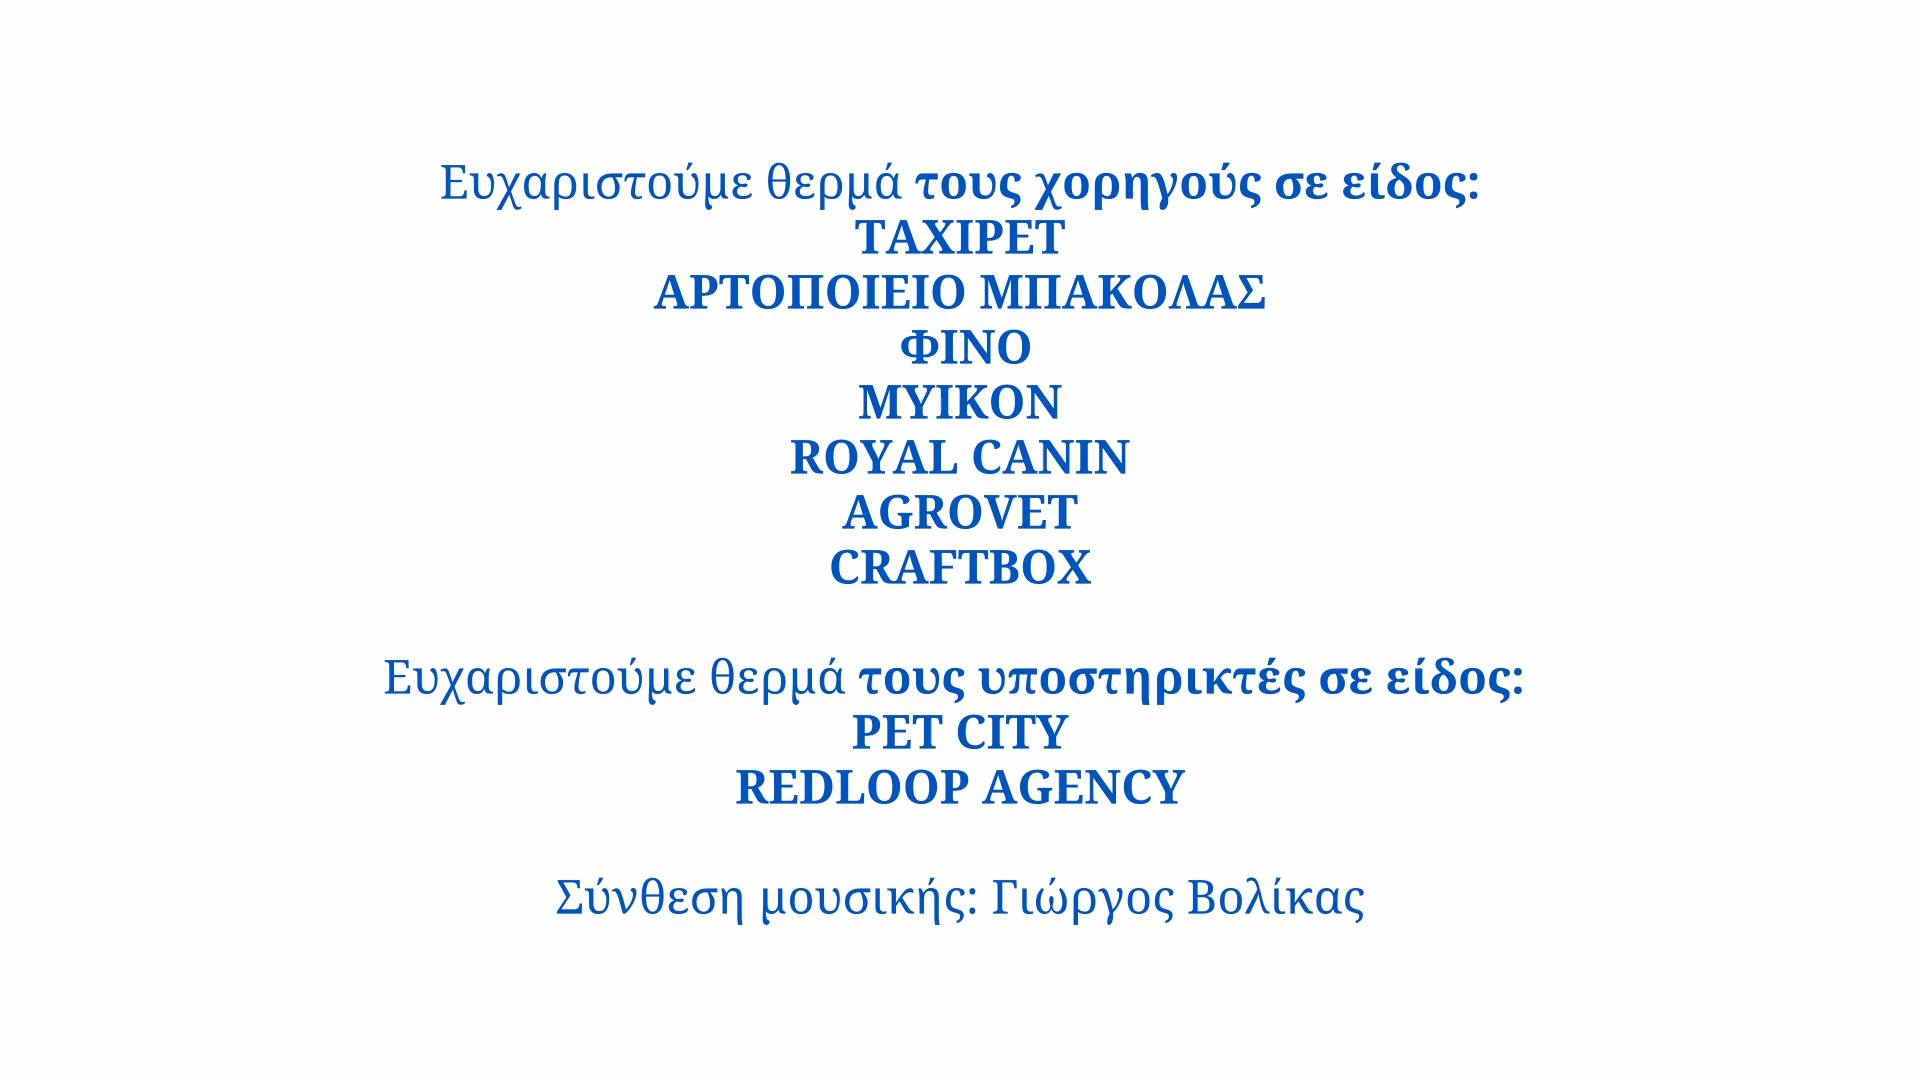 Ευχαριστούμε θερμά τους χορηγούς σε είδος:
TAXIPET
ΑΡΤΟΠΟΙΕΙΟ ΜΠΑΚΟΛΑΣ
ΦΙΝΟ
MYIKON
ROYAL CANIN
AGROVET
CRAFTBOX
Ευχαριστούμε θερμά τους υποστηρικτές σε είδος:
PET CITY
REDLOOP AGENCY
Σύνθεση μουσικής: Γιώργος Βολίκας